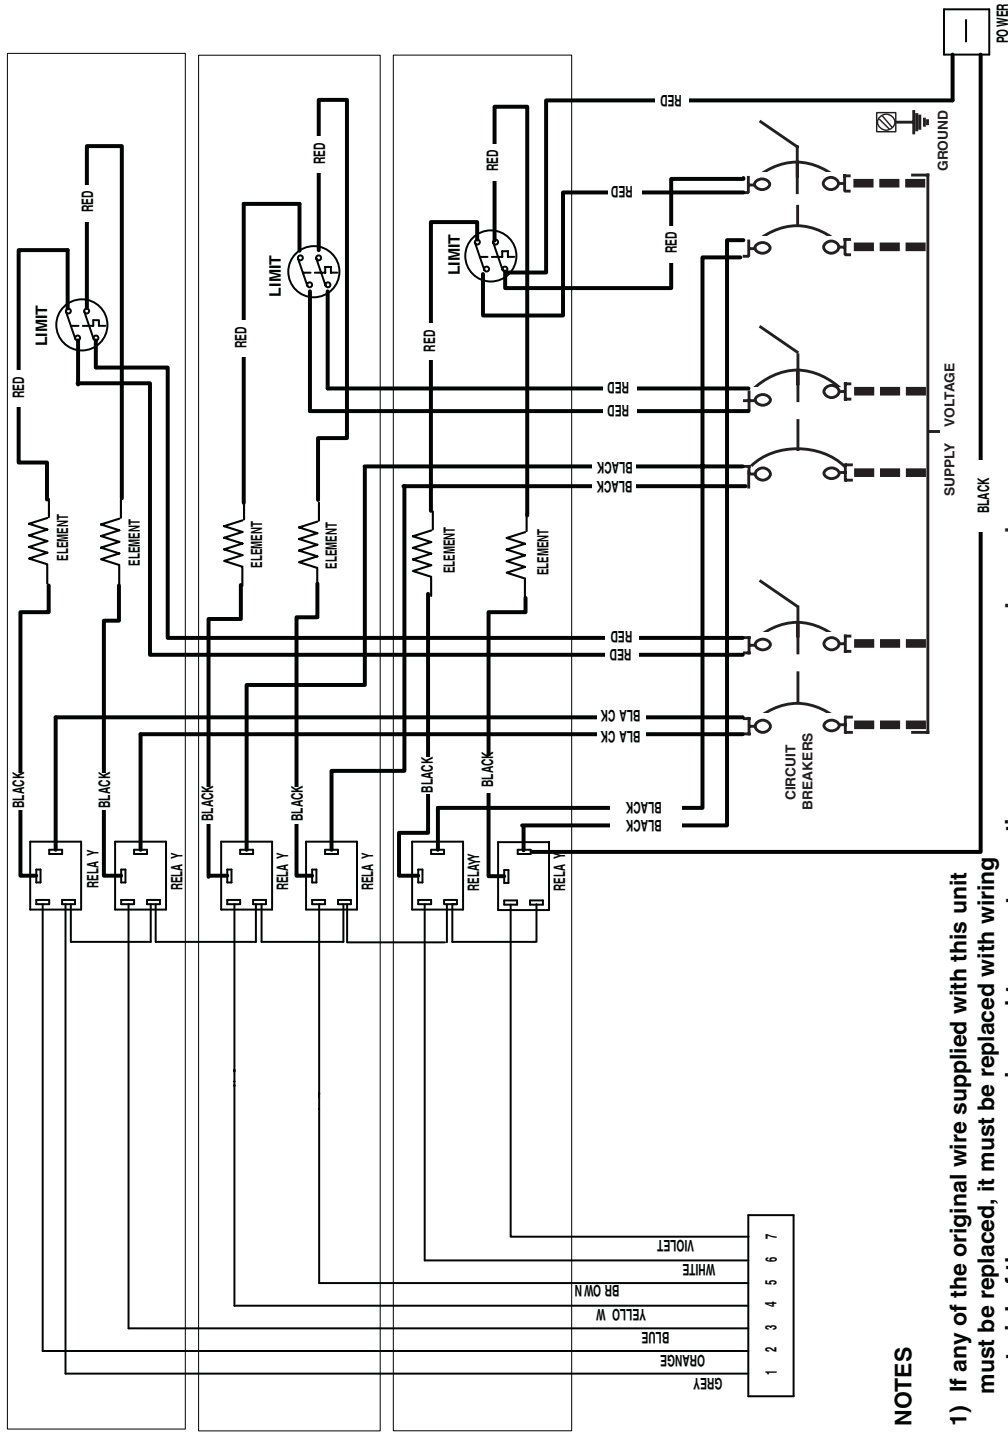 BLACK
RED
RELA Y
ELEMENT
LIMIT
RED
BLACK
ELEMENT
RELA Y
BLACK
RED
RELA Y
ELEMENT
LIMIT
RED
BLACK
ELEMENT
RELA Y
BLACK
RED
RELAYY
ELEMENT
LIMIT
RED
BLACK
ELEMENT
RELA Y
GREY
ORANGE
BLUE
YELLO W
BR OW N
WHITE
VIOLET
BLACK
BLACK
BLA CK
BLA CK
RED
RED
BLACK
BLACK
RED
RED
RED
RED
RED
1 2 3 4 5 6 7
CIRCUIT
BREAKERS
SUPPLY VOLTAGE
GROUND
BLACK
POWER
NOTES
1) If any of the original wire supplied with this unit
must be replaced, it must be replaced with wiring